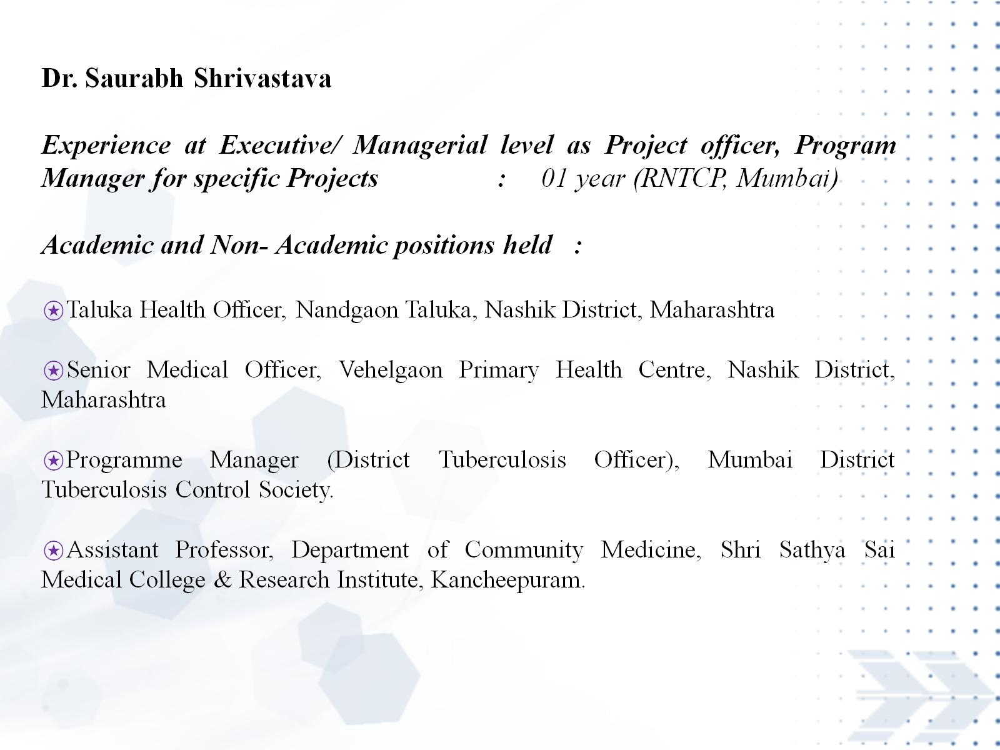 Dr. Saurabh Shrivastava
Experience at Executive/ Managerial level as Project officer, Program
Manager for specific Projects : 01 year (RNTCP, Mumbai)
Academic and Non- Academic positions held :
Taluka Health Officer, Nandgaon Taluka, Nashik District, Maharashtra
Senior Medical Officer, Vehelgaon Primary Health Centre, Nashik District,
Maharashtra
Programme Manager (District Tuberculosis Officer), Mumbai District
Tuberculosis Control Society.
Assistant Professor, Department of Community Medicine, Shri Sathya Sai
Medical College & Research Institute, Kancheepuram.